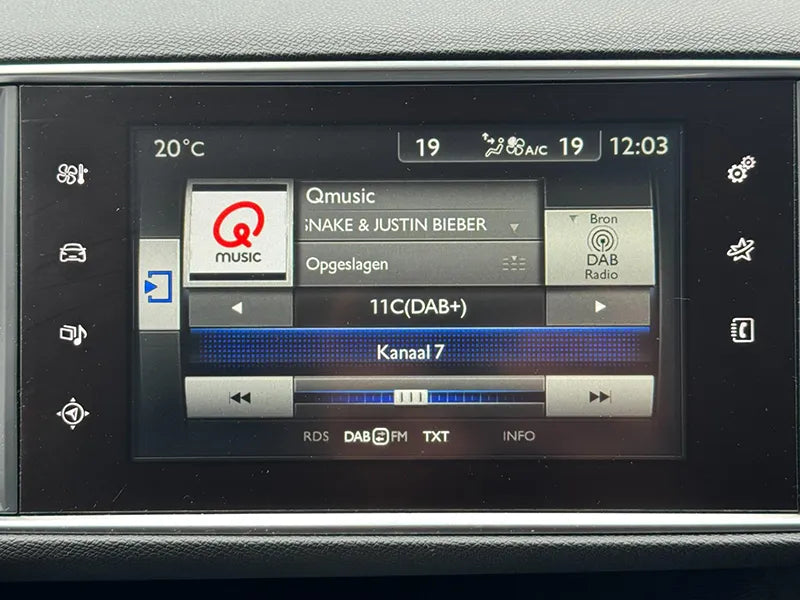 20°C
19 A/C 19 12:03
Q
MUSIC
Qmusic
NAKE & JUSTIN BIEBER
Opgeslagen
Bron
DAB
Radio
11C(DAB+)
Kanaal 7
RDS DAB FM TXT INFO